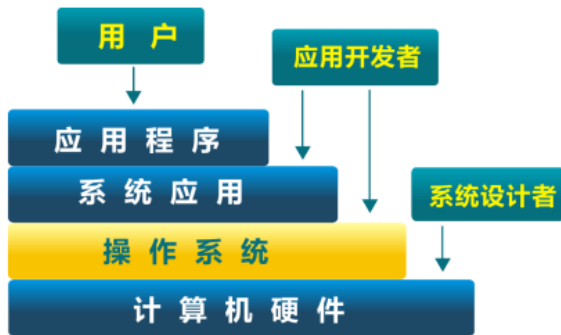 用户
应用开发者
应用程序
系统应用
系统设计者
操作系统
计算机硬件